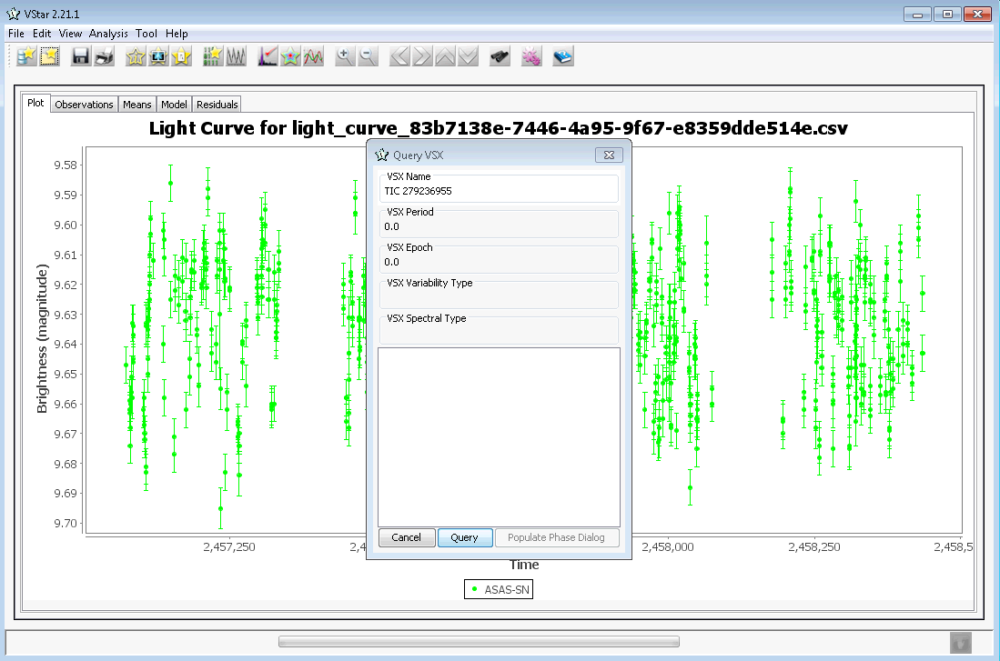 VStar 2.21.1
File Edit View Analysis Tool Help
Plot Observations Means Model Residuals
Light Curve for light_curve_83b7138e-7446-4a95-9f67-e8359dde514e.csv
Query VSX
VSX Name
TIC 279236955
VSX Period
0.0
VSX Epoch
0.0
VSX Variability Type
VSX Spectral Type
Cancel Query Populate Phase Dialog
Brightness (magnitude)
9.58
9.59
9.60
9.61
9.62
9.63
9.64
9.65
9.66
9.67
9.68
9.69
9.70
2,457,250 2,4 2,458,000 2,458,250 2,458,5
Time
ASAS-SN